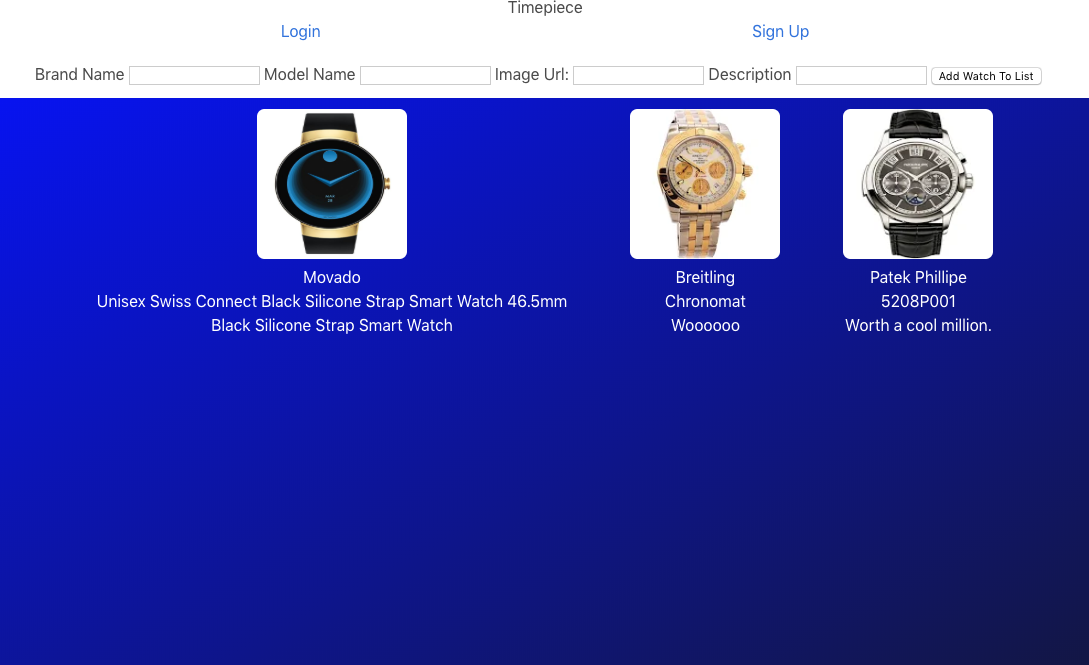 Timepiece
Login
Sign Up
Brand Name
Model Name
Image Url:
Description
Add Watch To List
Movado
Unisex Swiss Connect Black Silicone Strap Smart Watch 46.5mm
Black Silicone Strap Smart Watch
Breitling
Chronomat
Woooooo
Patek Phillipe
5208P001
Worth a cool million.